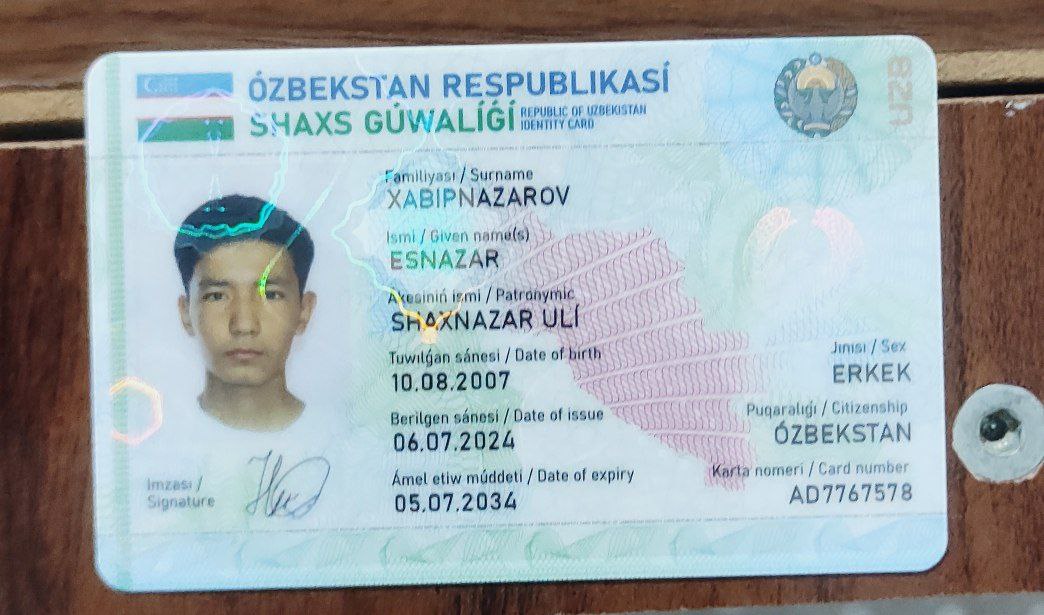 ÓZBEKSTAN RESPUBLIKASÍ
SHAXS GÚWALÍǴÍ
REPUBLIC OF UZBEKISTAN
IDENTITY CARD
UZB
Familiyası / Surname
XABIPNAZAROV
Ismi / Given name(s)
ESNAZAR
Ákesiniń ismi / Patronymic
SHAXNAZAR ULÍ
Tuwılǵan sánesi / Date of birth
10.08.2007
Jınısı / Sex
ERKEK
Berilgen sánesi / Date of issue
06.07.2024
Puqaralıǵı / Citizenship
ÓZBEKSTAN
Ámel etiw múddeti / Date of expiry
05.07.2034
Karta nomeri / Card number
AD7767578
Imzası /
Signature